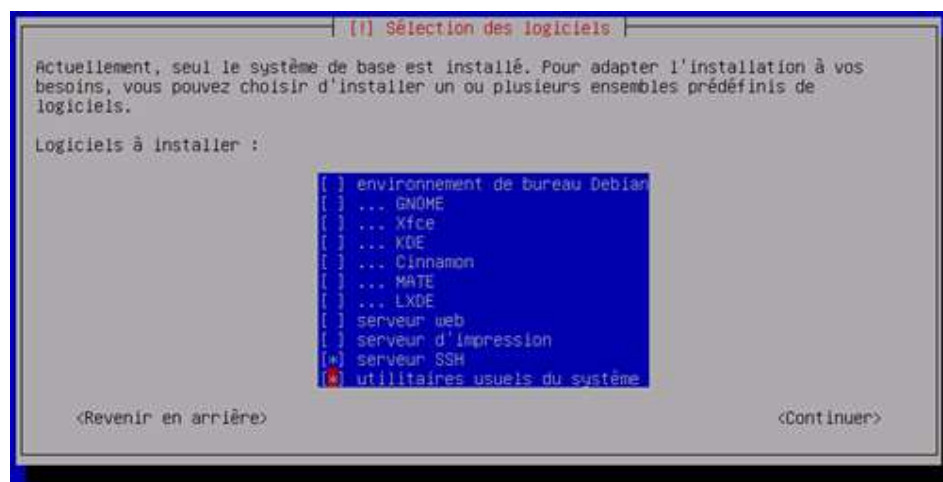 [!] Sélection des logiciels
Actuellement, seul le système de base est installé. Pour adapter l'installation à vos
besoins, vous pouvez choisir d'installer un ou plusieurs ensembles prédéfinis de
logiciels.
Logiciels à installer :
[ ] environnement de bureau Debian
[ ] ... GNOME
[ ] ... Xfce
[ ] ... KDE
[ ] ... Cinnamon
[ ] ... MATE
[ ] ... LXDE
[ ] serveur web
[ ] serveur d'impression
[*] serveur SSH
[*] utilitaires usuels du système
<Revenir en arrière> <Continuer>